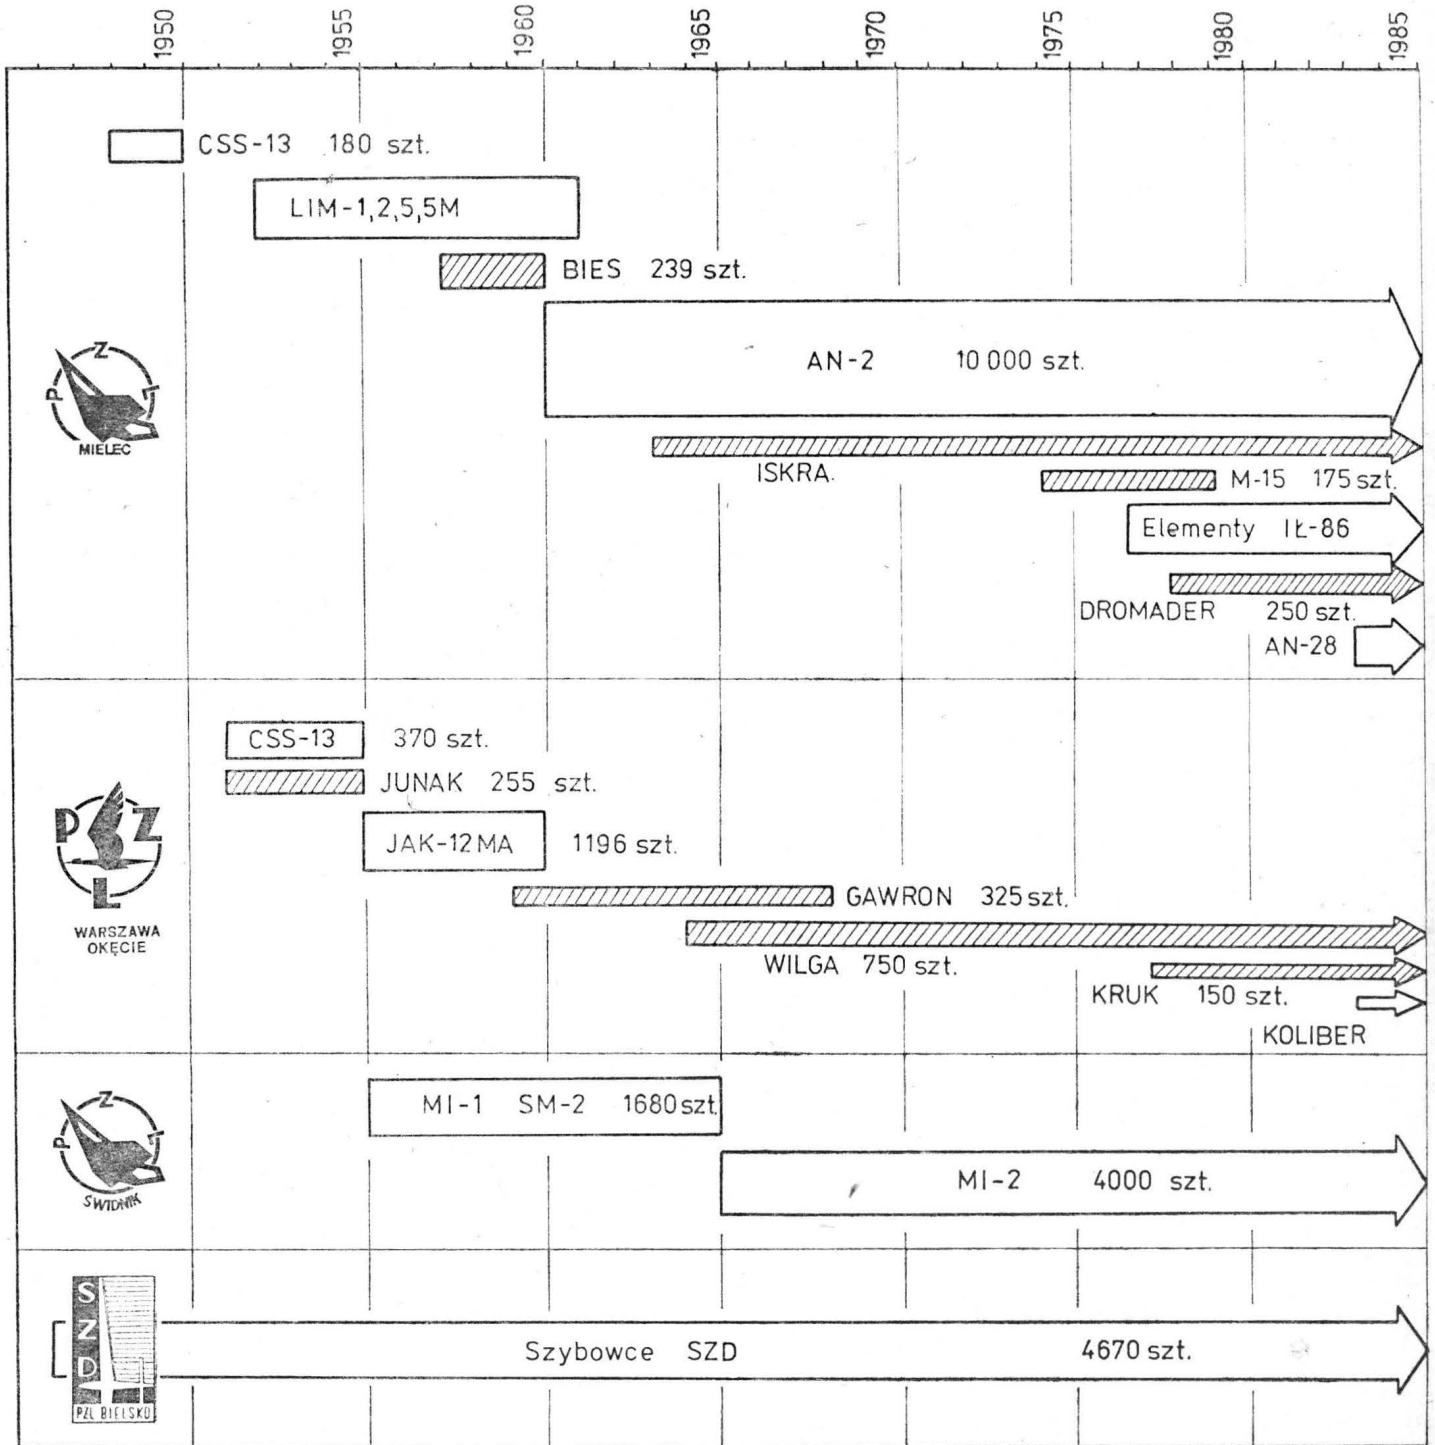 1950 1955 1960 1965 1970 1975 1980 1985
CSS-13 180 szt.
LIM-1,2,5,5M
BIES 239 szt.
AN-2 10 000 szt.
P Z L
MIELEC
ISKRA.
M-15 175 szt.
Elementy IŁ-86
DROMADER 250 szt.
AN-28
CSS-13 370 szt.
JUNAK 255 szt.
JAK-12MA 1196 szt.
P Z
Ł
WARSZAWA
OKĘCIE
GAWRON 325 szt.
WILGA 750 szt.
KRUK 150 szt.
KOLIBER
MI-1 SM-2 1680 szt
P Z L
ŚWIDNIK
MI-2 4000 szt.
S
Z
D
PZL BIELSKO
Szybowce SZD 4670 szt.